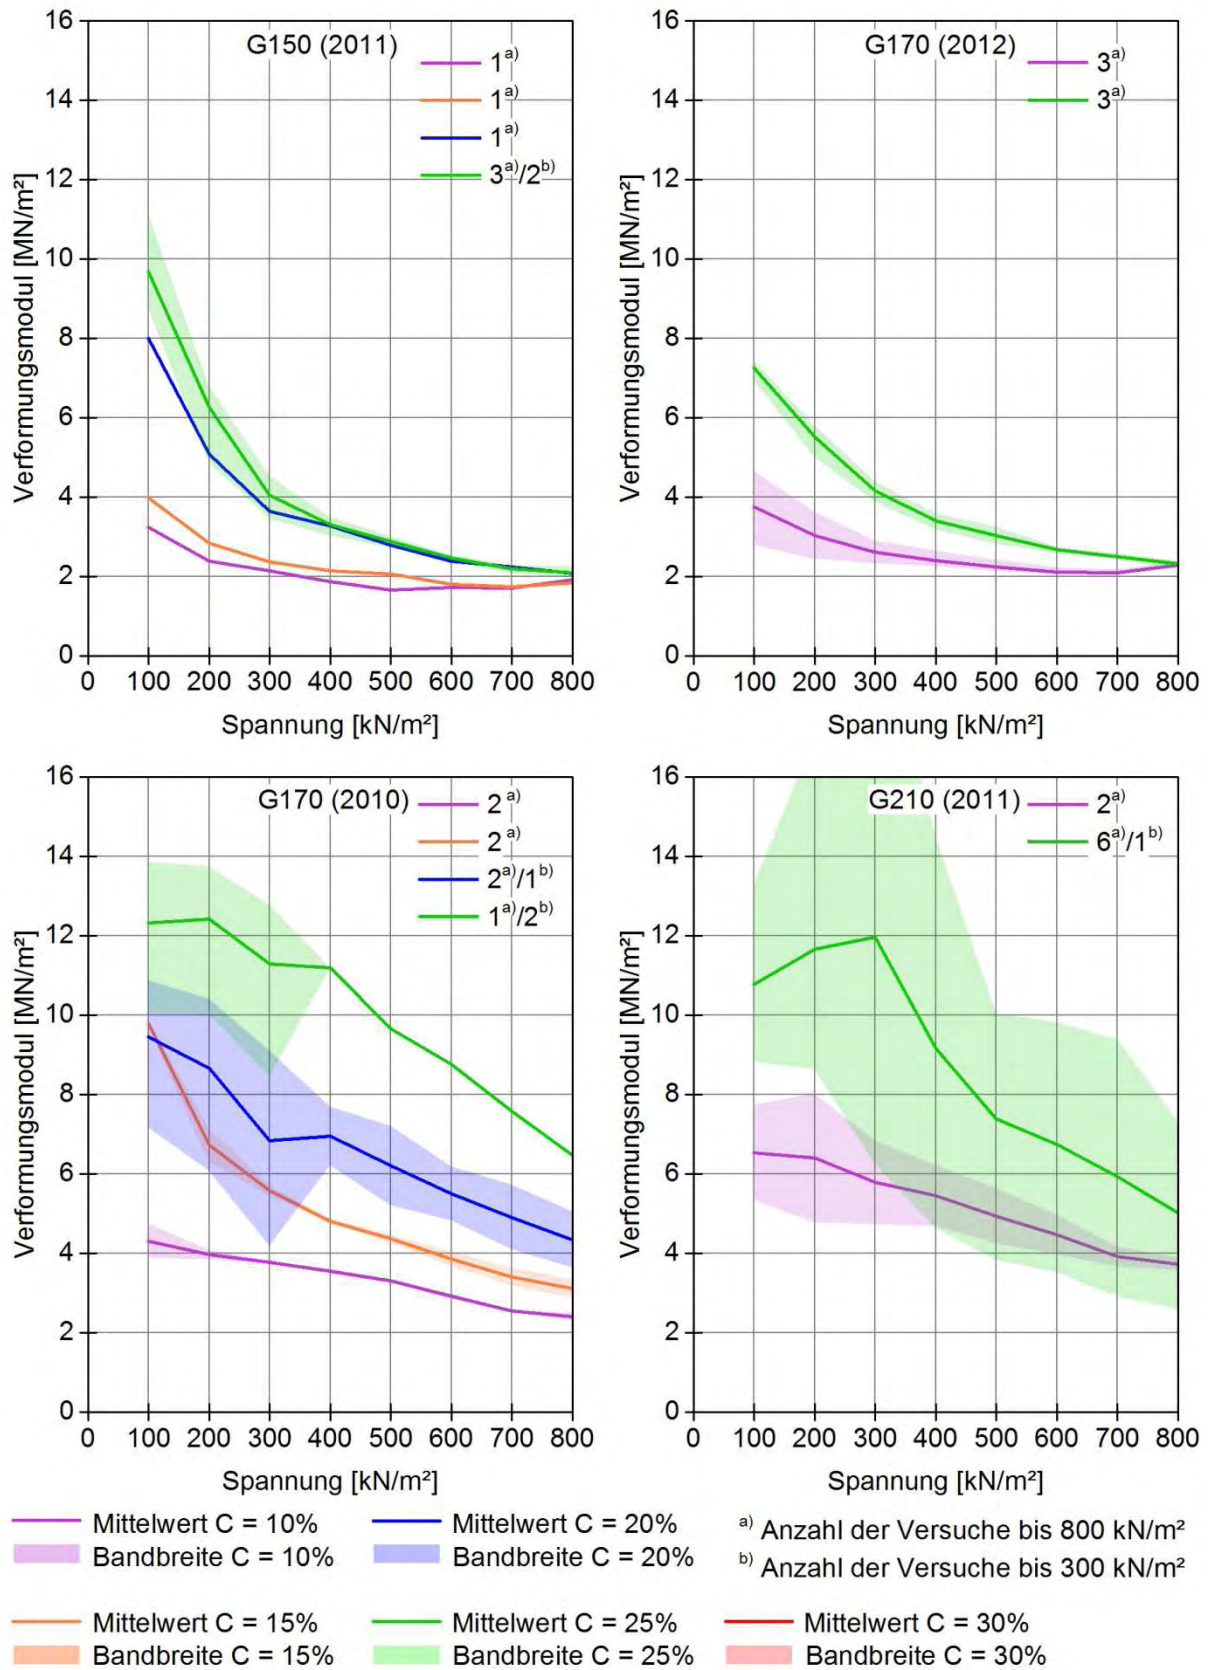 G150 (2011)
1a)
1a)
1a)
3a)/2b)
Verformungsmodul [MN/m²]
16
14
12
10
8
6
4
2
0
0 100 200 300 400 500 600 700 800
Spannung [kN/m²]
G170 (2012)
3a)
3a)
Verformungsmodul [MN/m²]
16
14
12
10
8
6
4
2
0
0 100 200 300 400 500 600 700 800
Spannung [kN/m²]
G170 (2010)
2a)
2a)
2a)/1b)
1a)/2b)
Verformungsmodul [MN/m²]
16
14
12
10
8
6
4
2
0
0 100 200 300 400 500 600 700 800
Spannung [kN/m²]
G210 (2011)
2a)
6a)/1b)
Verformungsmodul [MN/m²]
16
14
12
10
8
6
4
2
0
0 100 200 300 400 500 600 700 800
Spannung [kN/m²]
Mittelwert C = 10%
Bandbreite C = 10%
Mittelwert C = 20%
Bandbreite C = 20%
a) Anzahl der Versuche bis 800 kN/m²
b) Anzahl der Versuche bis 300 kN/m²
Mittelwert C = 15%
Bandbreite C = 15%
Mittelwert C = 25%
Bandbreite C = 25%
Mittelwert C = 30%
Bandbreite C = 30%